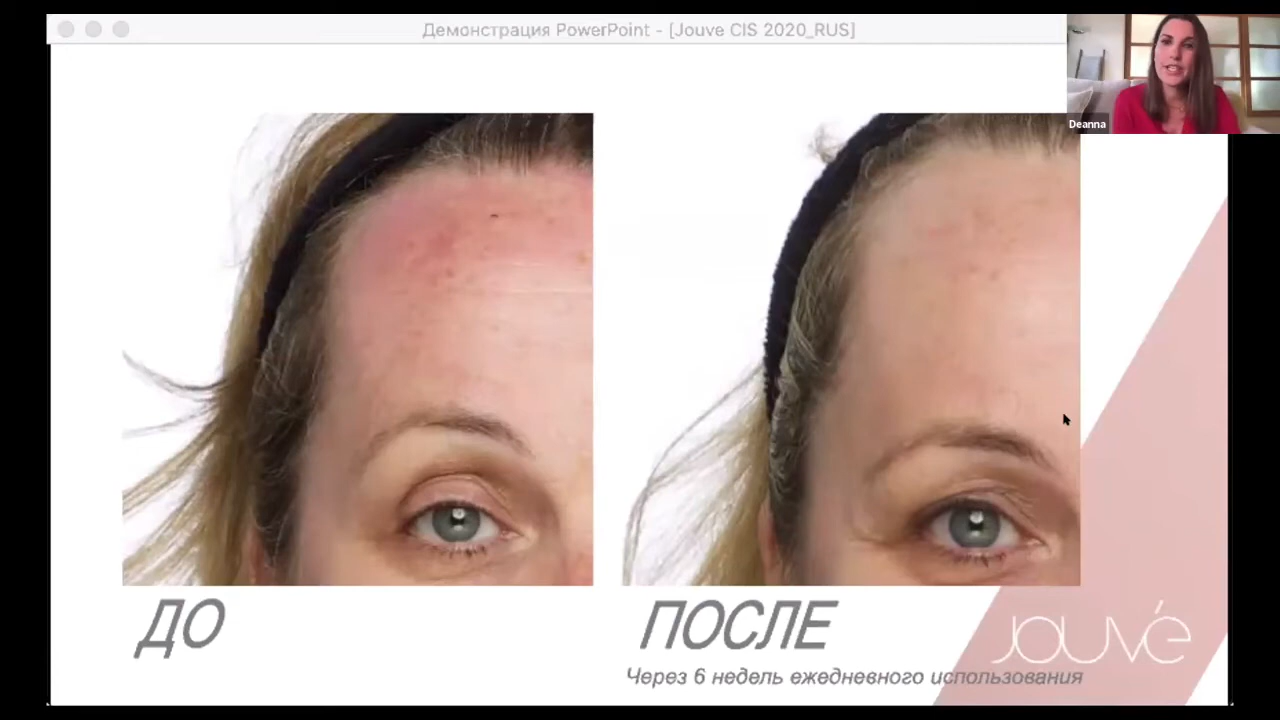 Демонстрация PowerPoint - [Jouve CIS 2020_RUS]
Deanna
ДО
ПОСЛЕ
Через 6 недель ежедневного использования
Jouvé